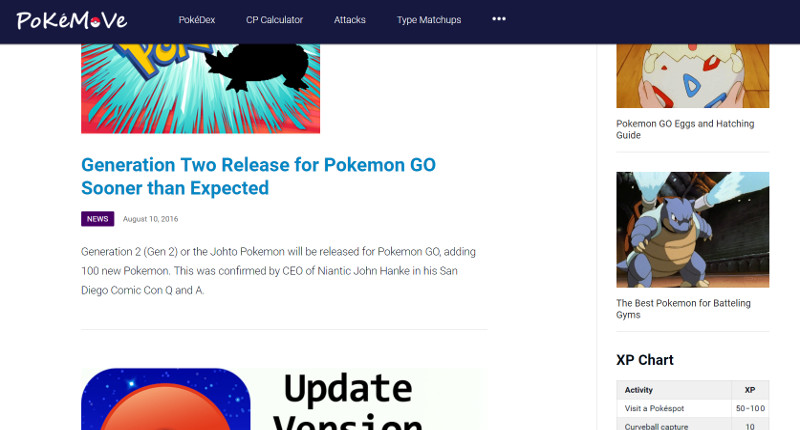 PoKéMoVe
PokéDex
CP Calculator
Attacks
Type Matchups
•••
Generation Two Release for Pokemon GO
Sooner than Expected
NEWS
August 10, 2016
Generation 2 (Gen 2) or the Johto Pokemon will be released for Pokemon GO, adding
100 new Pokemon. This was confirmed by CEO of Niantic John Hanke in his San
Diego Comic Con Q and A.
Update
Version
Pokemon GO Eggs and Hatching
Guide
The Best Pokemon for Batteling
Gyms
XP Chart
Activity XP
Visit a Pokéspot 50–100
Curveball capture 10